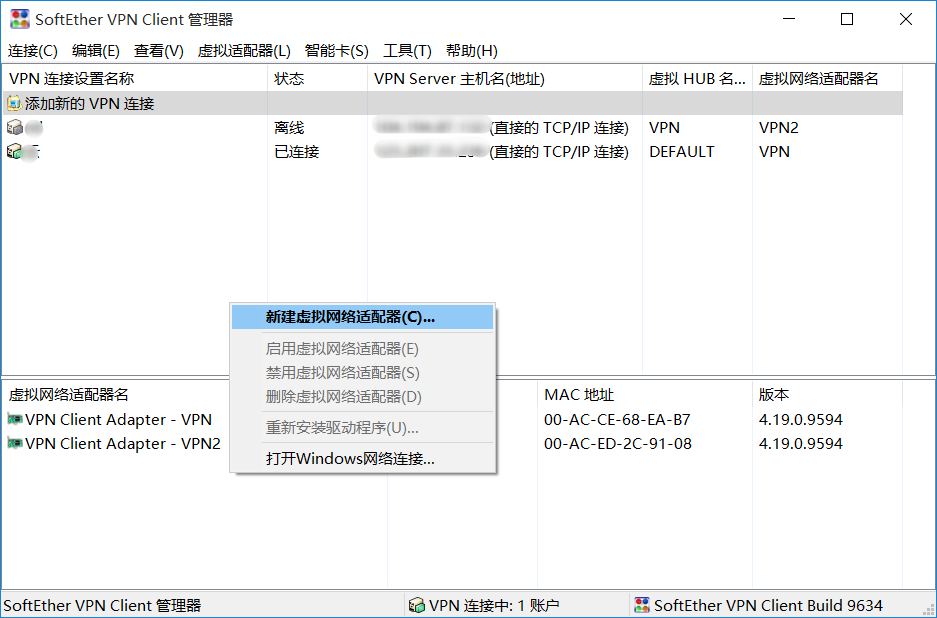 SoftEther VPN Client 管理器
连接(C) 编辑(E) 查看(V) 虚拟适配器(L) 智能卡(S) 工具(T) 帮助(H)
VPN 连接设置名称 状态 VPN Server 主机名(地址) 虚拟 HUB 名... 虚拟网络适配器名
添加新的 VPN 连接
离线 (直接的 TCP/IP 连接) VPN VPN2
已连接 (直接的 TCP/IP 连接) DEFAULT VPN
新建虚拟网络适配器(C)...
启用虚拟网络适配器(E)
禁用虚拟网络适配器(S)
删除虚拟网络适配器(D)
重新安装驱动程序(U)...
打开Windows网络连接...
虚拟网络适配器名 MAC 地址 版本
VPN Client Adapter - VPN 00-AC-CE-68-EA-B7 4.19.0.9594
VPN Client Adapter - VPN2 00-AC-ED-2C-91-08 4.19.0.9594
SoftEther VPN Client 管理器 VPN 连接中: 1 账户 SoftEther VPN Client Build 9634